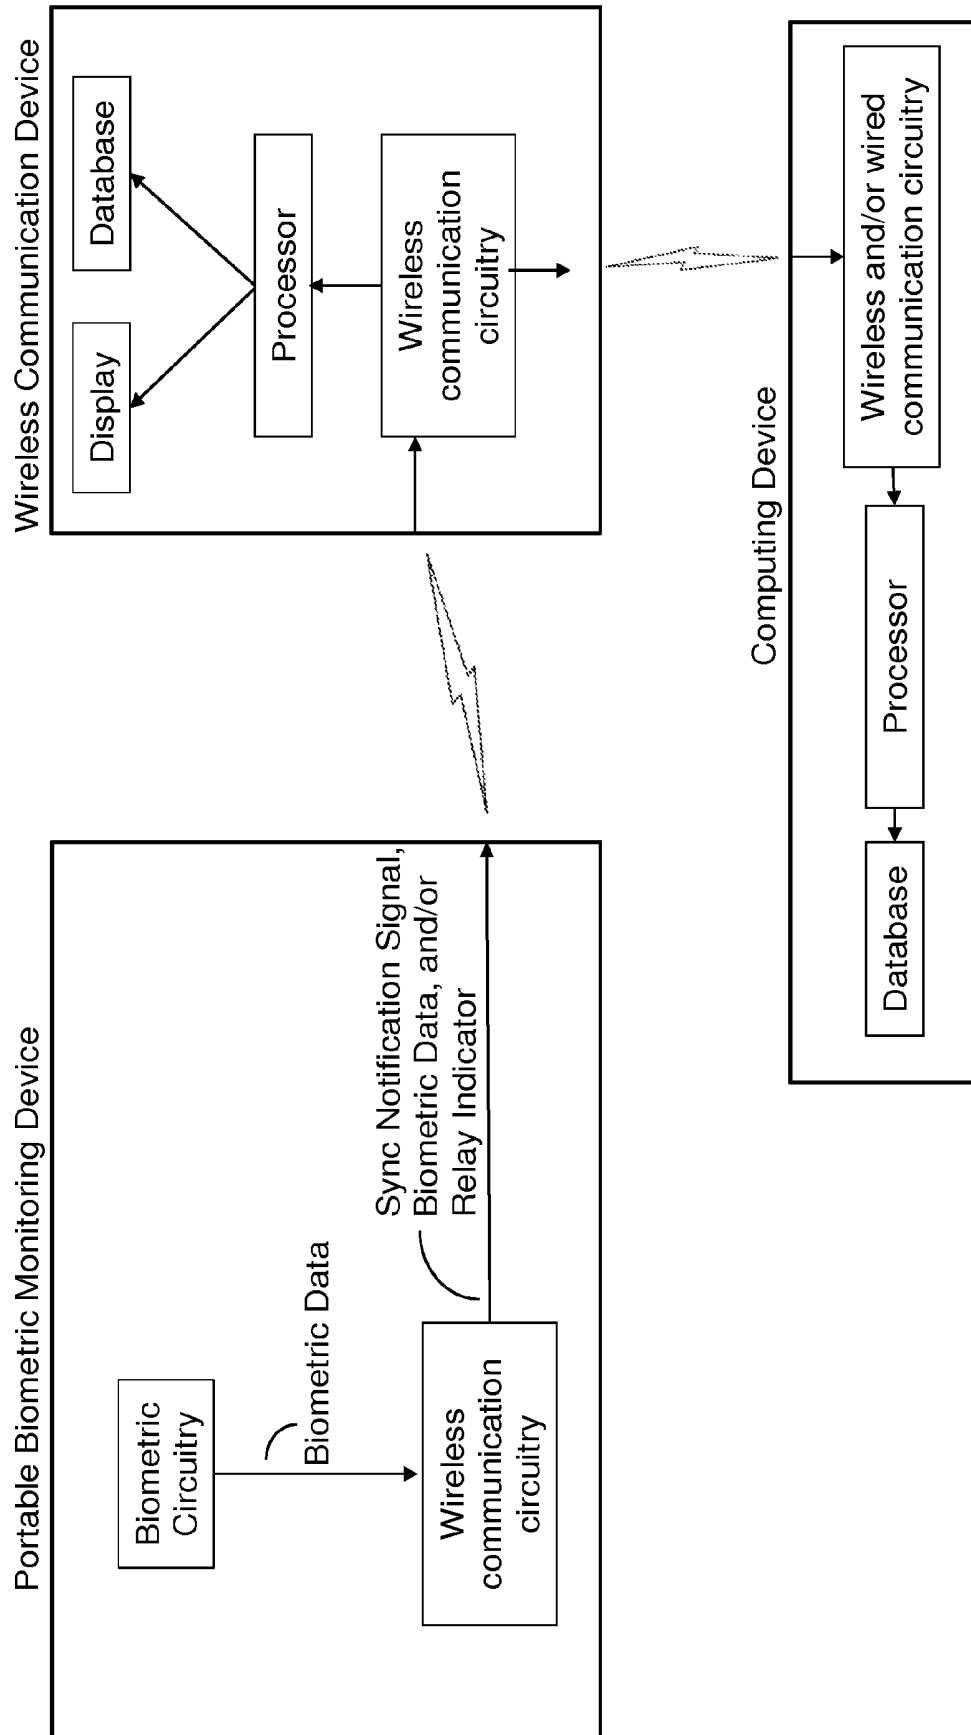 Portable Biometric Monitoring Device
Biometric
Circuitry
Biometric Data
Wireless
communication
circuitry
Sync Notification Signal,
Biometric Data, and/or
Relay Indicator
Wireless Communication Device
Display
Database
Processor
Wireless
communication
circuitry
Computing Device
Database
Processor
Wireless and/or wired
communication circuitry